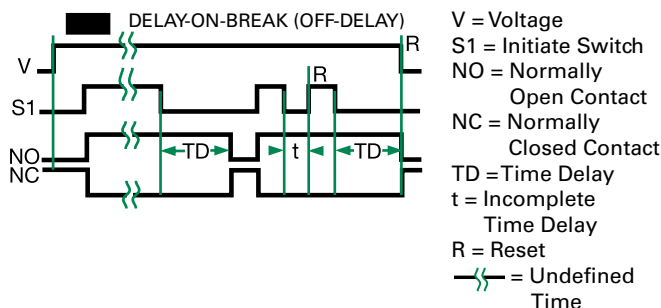 DELAY-ON-BREAK (OFF-DELAY)
V
R
S1
R
NO
NC
TD
t
TD
V = Voltage
S1 = Initiate Switch
NO = Normally
Open Contact
NC = Normally
Closed Contact
TD = Time Delay
t = Incomplete
Time Delay
R = Reset
= Undefined
Time